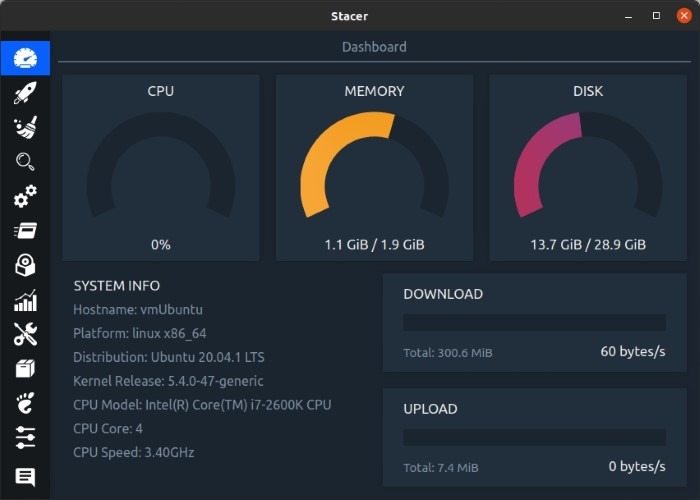 Stacer
Dashboard
CPU
0%
MEMORY
1.1 GiB / 1.9 GiB
DISK
13.7 GiB / 28.9 GiB
SYSTEM INFO
Hostname: vmUbuntu
Platform: linux x86_64
Distribution: Ubuntu 20.04.1 LTS
Kernel Release: 5.4.0-47-generic
CPU Model: Intel(R) Core(TM) i7-2600K CPU
CPU Core: 4
CPU Speed: 3.40GHz
DOWNLOAD
Total: 300.6 MiB 60 bytes/s
UPLOAD
Total: 7.4 MiB 0 bytes/s